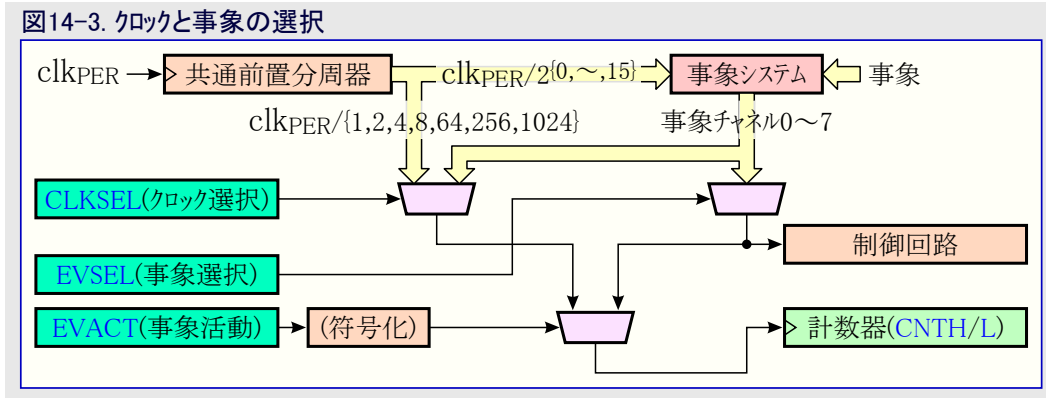 図14-3. クロックと事象の選択
clkPER 共通前置分周器 clkPER/2{0,～,15} 事象システム 事象
clkPER/{1,2,4,8,64,256,1024} 事象チャネル0～7
CLKSEL(クロック選択)
制御回路
EVSEL(事象選択)
EVACT(事象活動) (符号化) 計数器(CNTH/L)